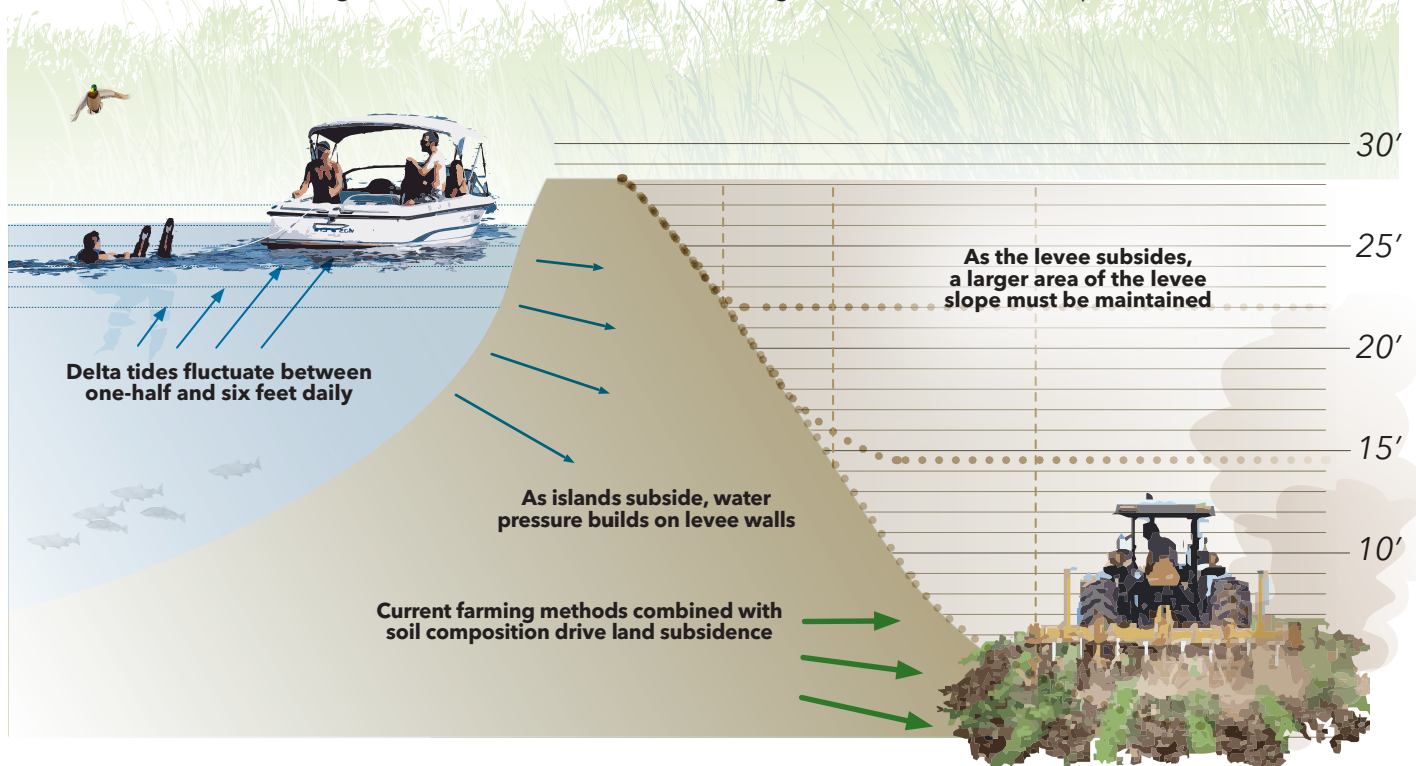 30’
25’
As the levee subsides,
a larger area of the levee
slope must be maintained
20’
Delta tides fluctuate between
one-half and six feet daily
15’
As islands subside, water
pressure builds on levee walls
10’
Current farming methods combined with
soil composition drive land subsidence